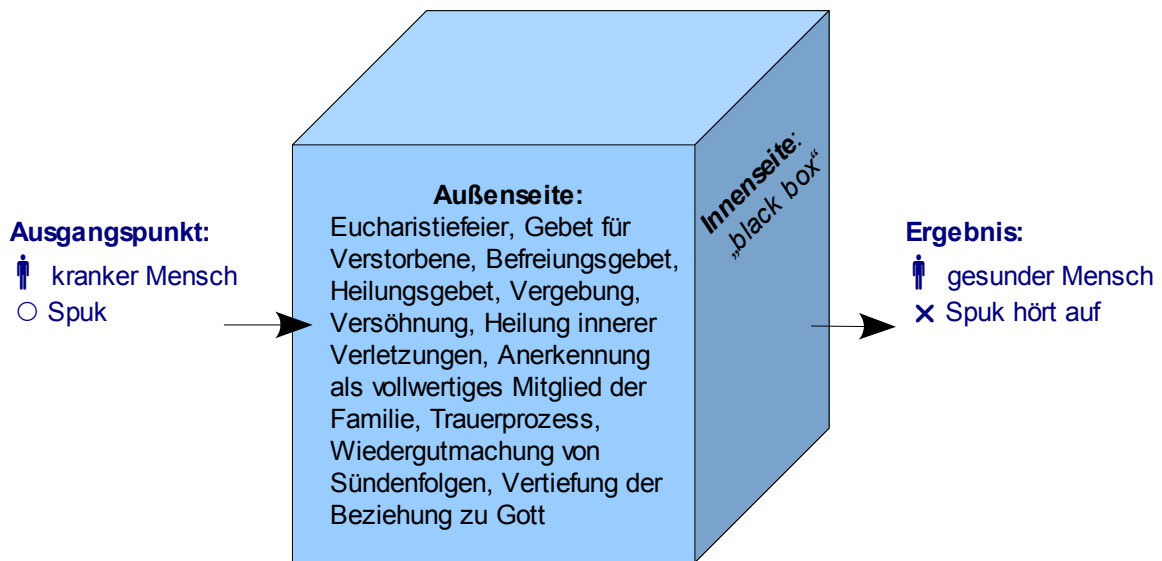 Ausgangspunkt:
kranker Mensch
Spuk
Außenseite:
Eucharistiefeier, Gebet für
Verstorbene, Befreiungsgebet,
Heilungsgebet, Vergebung,
Versöhnung, Heilung innerer
Verletzungen, Anerkennung
als vollwertiges Mitglied der
Familie, Trauerprozess,
Wiedergutmachung von
Sündenfolgen, Vertiefung der
Beziehung zu Gott
Innenseite:
„black box“
Ergebnis:
gesunder Mensch
Spuk hört auf